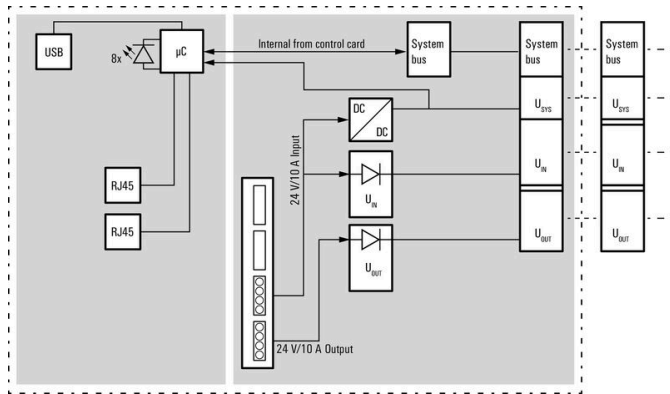 USB
8x
µC
Internal from control card
System
bus
System
bus
System
bus
DC
DC
U_SYS
U_SYS
24 V/10 A Input
RJ45
U_IN
U_IN
U_IN
RJ45
U_OUT
U_OUT
U_OUT
24 V/10 A Output